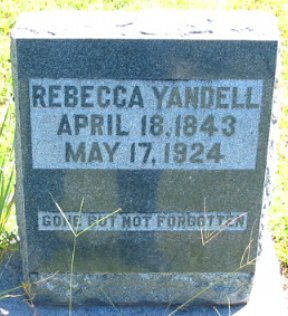 REBECCA YANDELL
APRIL 18, 1843
MAY 17, 1924
GONE BUT NOT FORGOTTEN